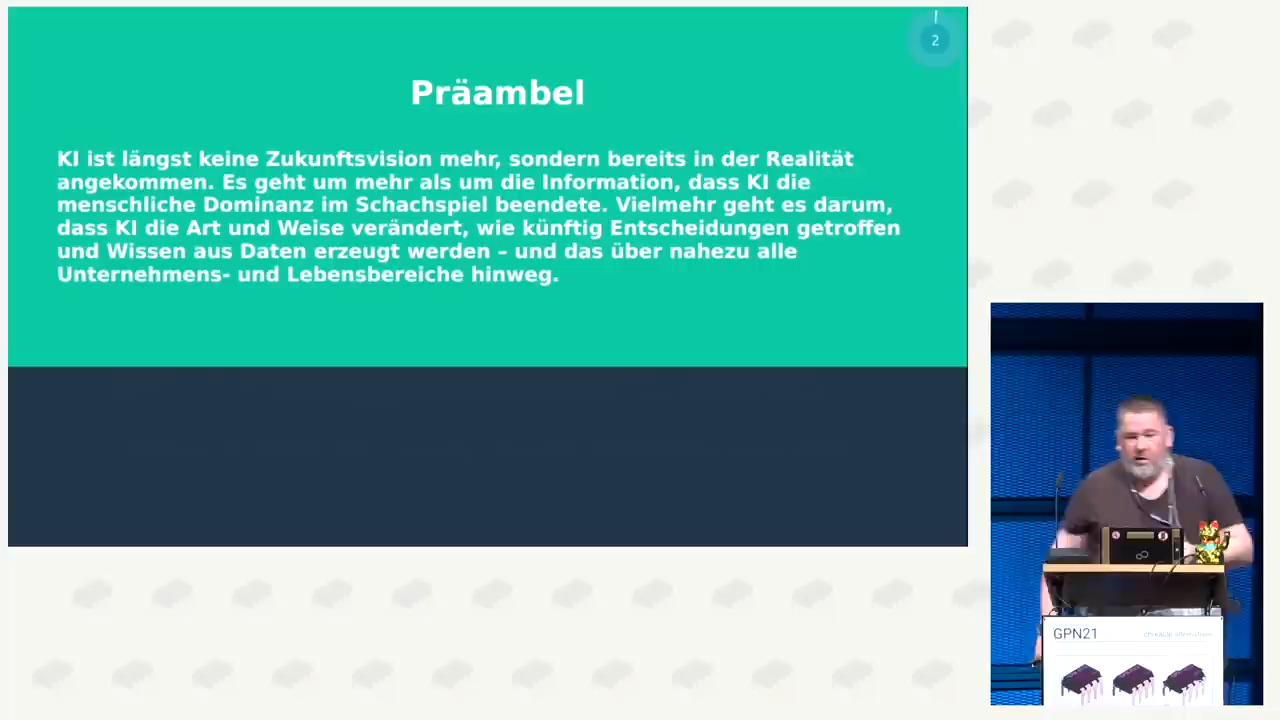 2
Präambel
KI ist längst keine Zukunftsvision mehr, sondern bereits in der Realität
angekommen. Es geht um mehr als um die Information, dass KI die
menschliche Dominanz im Schachspiel beendete. Vielmehr geht es darum,
dass KI die Art und Weise verändert, wie künftig Entscheidungen getroffen
und Wissen aus Daten erzeugt werden – und das über nahezu alle
Unternehmens- und Lebensbereiche hinweg.
GPN21